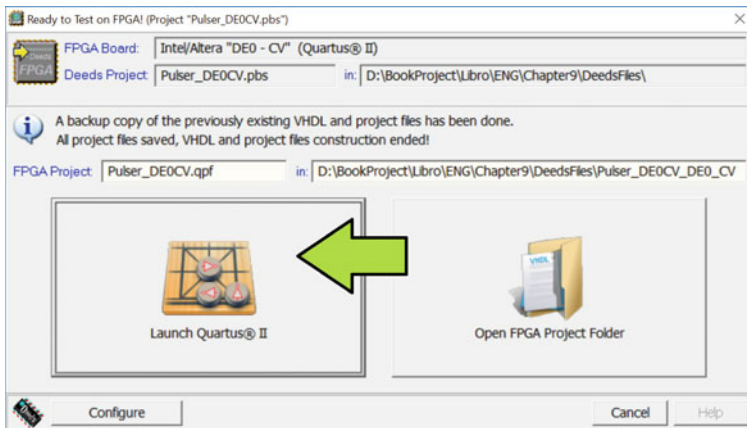 Ready to Test on FPGA! (Project "Pulser_DE0CV.pbs")
FPGA Board: Intel/Altera "DE0 - CV" (Quartus® II)
Deeds Project Pulser_DE0CV.pbs in: D:\BookProject\Libro\ENG\Chapter9\DeedsFiles\
Deeds
FPGA
A backup copy of the previously existing VHDL and project files has been done.
All project files saved, VHDL and project files construction ended!
FPGA Project: Pulser_DE0CV.qpf in: D:\BookProject\Libro\ENG\Chapter9\DeedsFiles\Pulser_DE0CV_DE0_CV
VHDL
Launch Quartus® II Open FPGA Project Folder
Configure Cancel Help